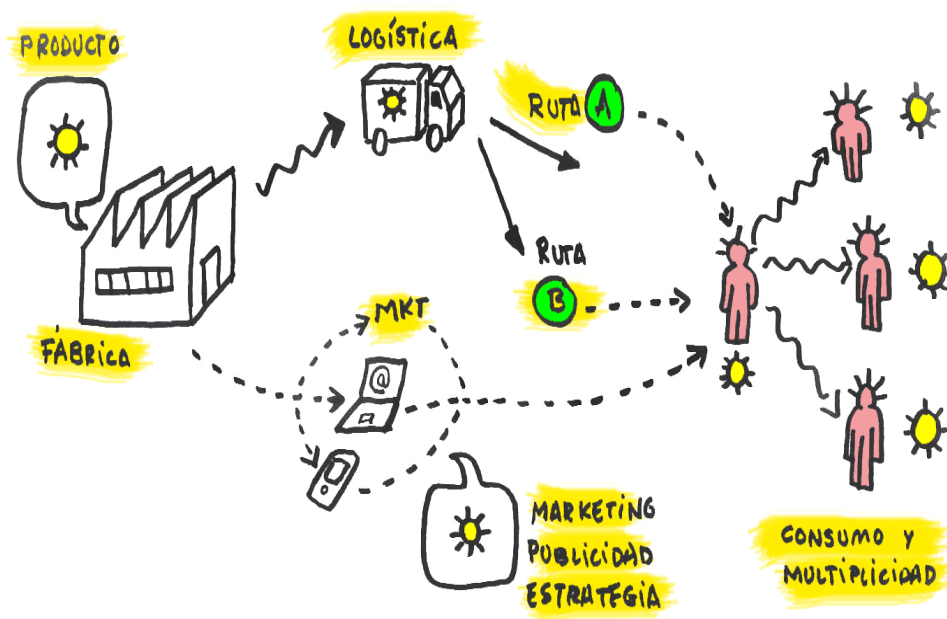 PRODUCTO
LOGÍSTICA
RUTA A
RUTA
B
FÁBRICA
MKT
@
MARKETING
PUBLICIDAD
ESTRATEGIA
CONSUMO Y
MULTIPLICIDAD